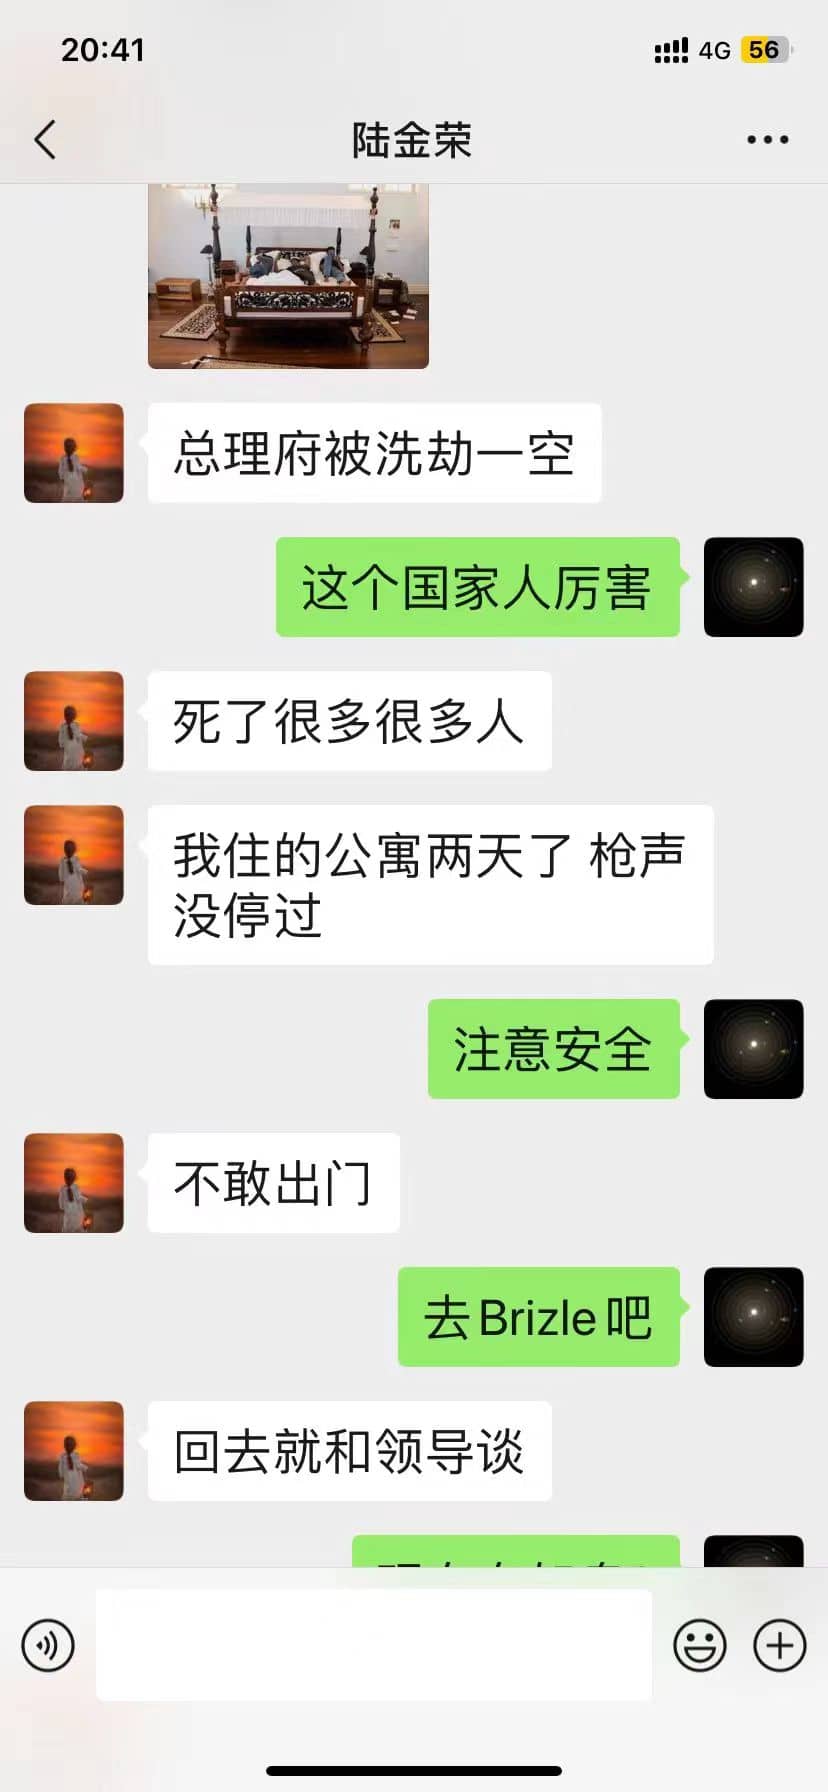 20:41
4G 56
陆金荣
总理府被洗劫一空
这个国家人厉害
死了很多很多人
我住的公寓两天了 枪声
没停过
注意安全
不敢出门
去Brizle吧
回去就和领导谈